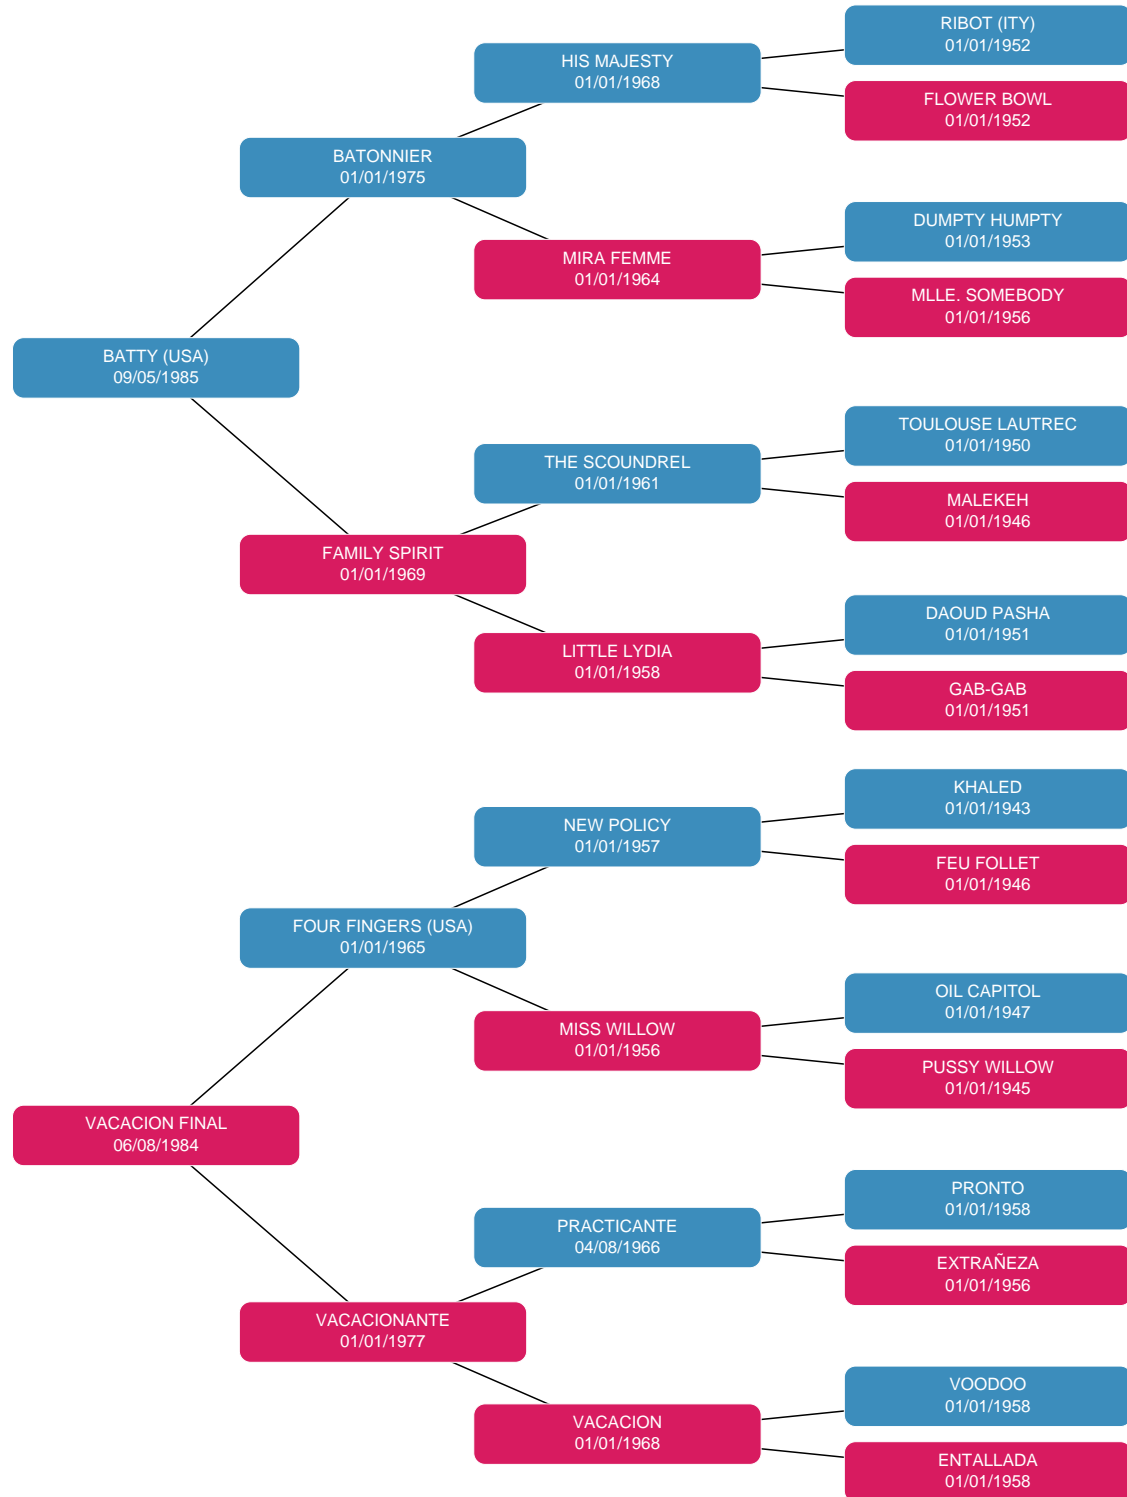 RIBOT (ITY)
01/01/1952
HIS MAJESTY
01/01/1968
FLOWER BOWL
01/01/1952
BATONNIER
01/01/1975
DUMPTY HUMPTY
01/01/1953
MIRA FEMME
01/01/1964
MLLE. SOMEBODY
01/01/1956
BATTY (USA)
09/05/1985
TOULOUSE LAUTREC
01/01/1950
THE SCOUNDREL
01/01/1961
MALEKEH
01/01/1946
FAMILY SPIRIT
01/01/1969
DAOUD PASHA
01/01/1951
LITTLE LYDIA
01/01/1958
GAB-GAB
01/01/1951
KHALED
01/01/1943
NEW POLICY
01/01/1957
FEU FOLLET
01/01/1946
FOUR FINGERS (USA)
01/01/1965
OIL CAPITOL
01/01/1947
MISS WILLOW
01/01/1956
PUSSY WILLOW
01/01/1945
VACACION FINAL
06/08/1984
PRONTO
01/01/1958
PRACTICANTE
04/08/1966
EXTRAÑEZA
01/01/1956
VACACIONANTE
01/01/1977
VOODOO
01/01/1958
VACACION
01/01/1968
ENTALLADA
01/01/1958